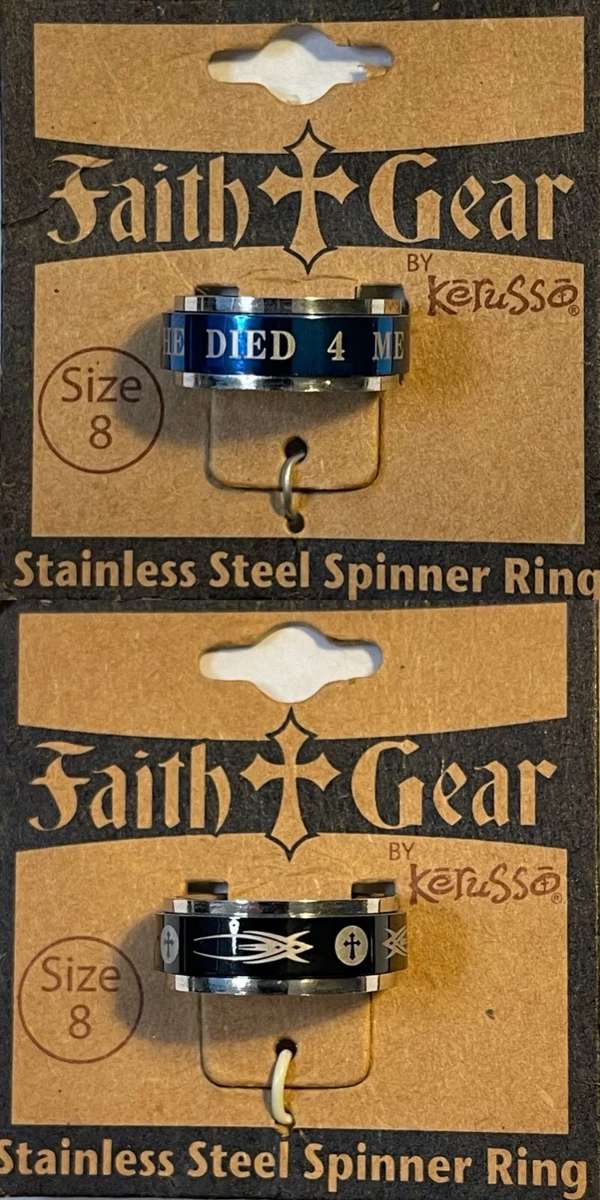 Faith Gear
BY
Kerusso®
HE DIED 4 ME
Size
8
Stainless Steel Spinner Ring
Faith Gear
BY
Kerusso®
Size
8
Stainless Steel Spinner Ring